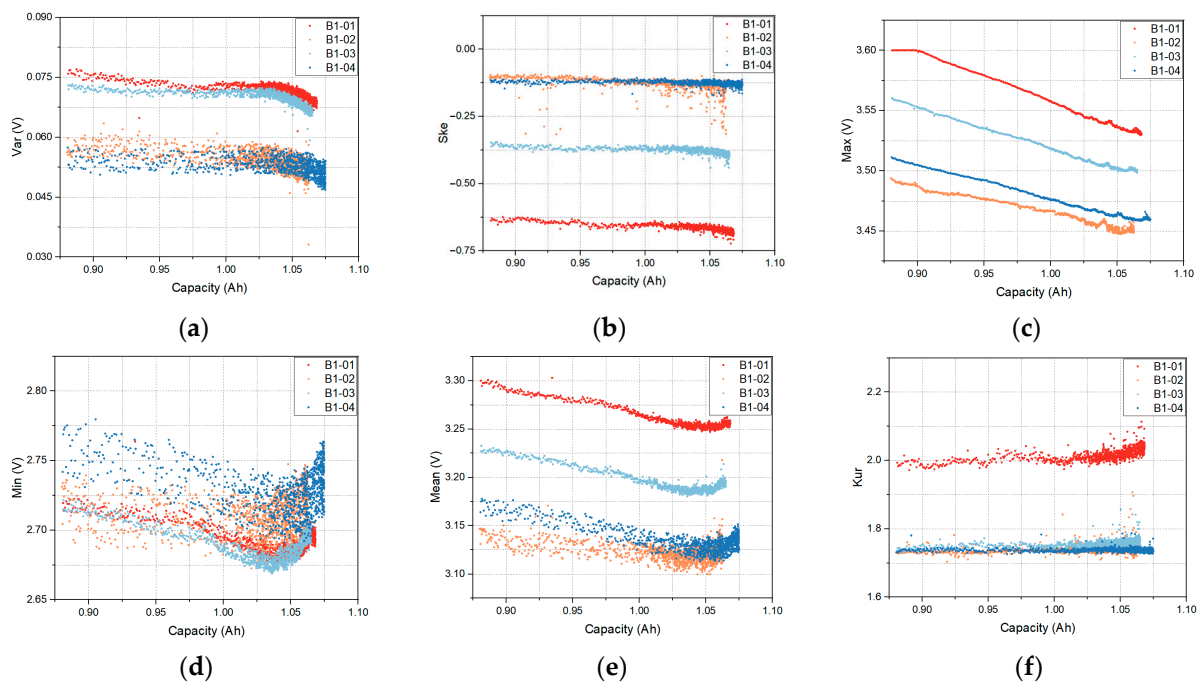 Var (V)
0.090
0.075
0.060
0.045
0.030
B1-01
B1-02
B1-03
B1-04
0.90 0.95 1.00 1.05 1.10
Capacity (Ah)
(a)
Ske
0.00
−0.25
−0.50
−0.75
B1-01
B1-02
B1-03
B1-04
0.90 0.95 1.00 1.05 1.10
Capacity (Ah)
(b)
Max (V)
3.60
3.55
3.50
3.45
B1-01
B1-02
B1-03
B1-04
0.90 0.95 1.00 1.05 1.10
Capacity (Ah)
(c)
Min (V)
2.80
2.75
2.70
2.65
B1-01
B1-02
B1-03
B1-04
0.90 0.95 1.00 1.05 1.10
Capacity (Ah)
(d)
Mean (V)
3.30
3.25
3.20
3.15
3.10
B1-01
B1-02
B1-03
B1-04
0.90 0.95 1.00 1.05 1.10
Capacity (Ah)
(e)
Kur
2.2
2.0
1.8
1.6
B1-01
B1-02
B1-03
B1-04
0.90 0.95 1.00 1.05 1.10
Capacity (Ah)
(f)